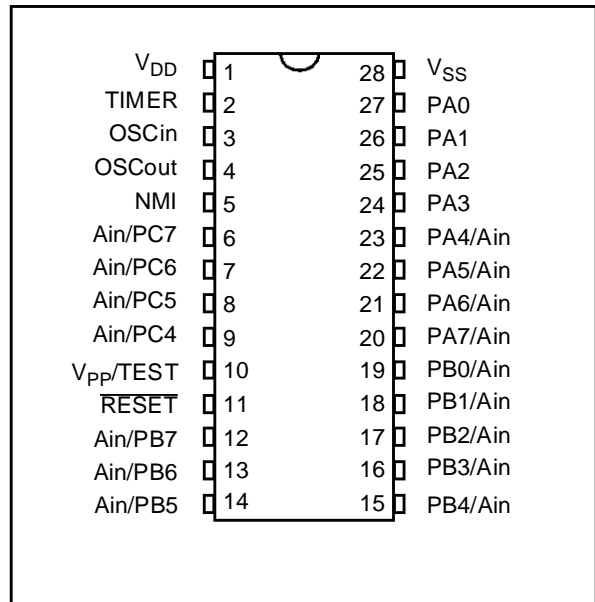 VDD 1 28 VSS
TIMER 2 27 PA0
OSCin 3 26 PA1
OSCout 4 25 PA2
NMI 5 24 PA3
Ain/PC7 6 23 PA4/Ain
Ain/PC6 7 22 PA5/Ain
Ain/PC5 8 21 PA6/Ain
Ain/PC4 9 20 PA7/Ain
VPP/TEST 10 19 PB0/Ain
RESET 11 18 PB1/Ain
Ain/PB7 12 17 PB2/Ain
Ain/PB6 13 16 PB3/Ain
Ain/PB5 14 15 PB4/Ain